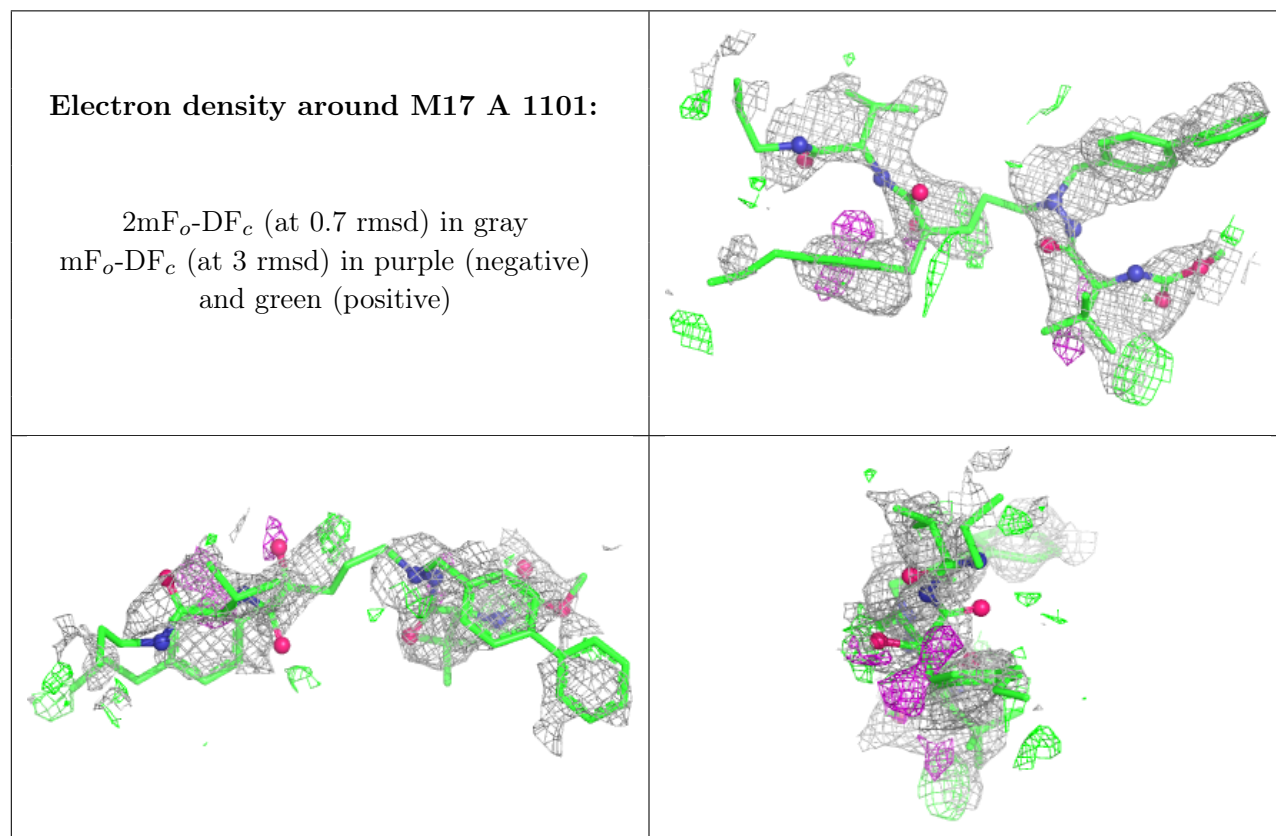 Electron density around M17 A 1101:
2mFo-DFc (at 0.7 rmsd) in gray
mFo-DFc (at 3 rmsd) in purple (negative)
and green (positive)